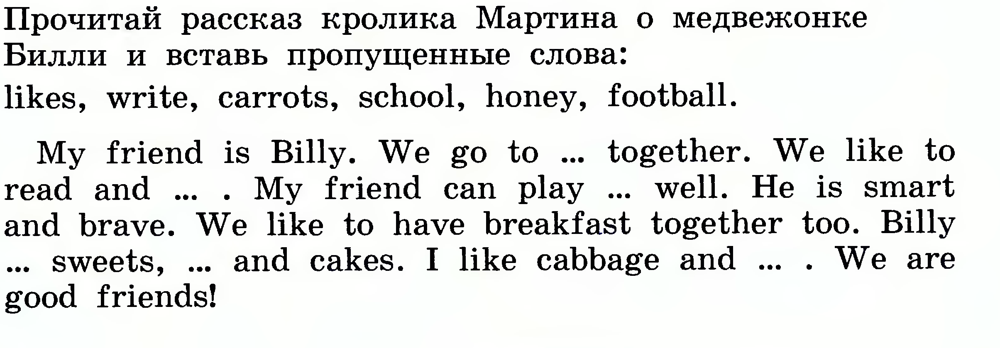 Прочитай рассказ кролика Мартина о медвежонке
Билли и вставь пропущенные слова:
likes, write, carrots, school, honey, football.
My friend is Billy. We go to ... together. We like to
read and ... . My friend can play ... well. He is smart
and brave. We like to have breakfast together too. Billy
... sweets, ... and cakes. I like cabbage and ... . We are
good friends!